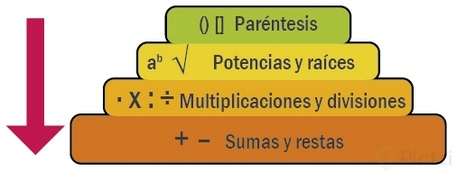 () [] Paréntesis
aᵇ √ Potencias y raíces
· x : ÷ Multiplicaciones y divisiones
+ − Sumas y restas